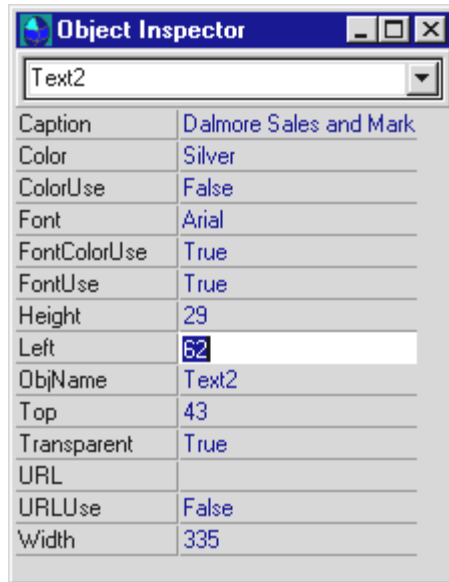 Object Inspector
Text2
Caption Dalmore Sales and Mark
Color Silver
ColorUse False
Font Arial
FontColorUse True
FontUse True
Height 29
Left 62
ObjName Text2
Top 43
Transparent True
URL
URLUse False
Width 335